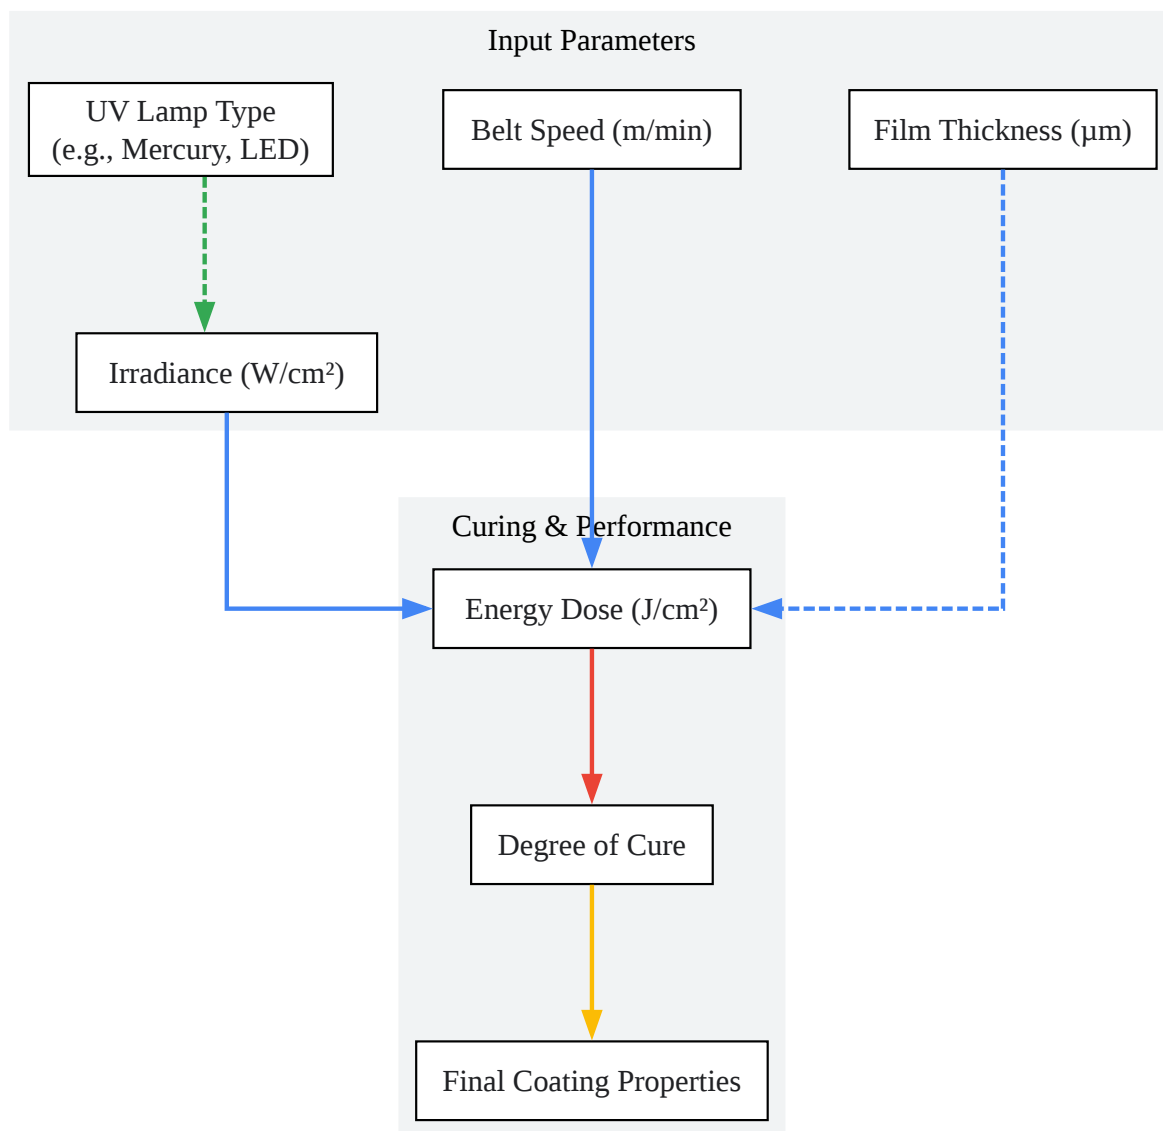 Input Parameters
UV Lamp Type
(e.g., Mercury, LED)
Belt Speed (m/min)
Film Thickness (µm)
Irradiance (W/cm²)
Curing & Performance
Energy Dose (J/cm²)
Degree of Cure
Final Coating Properties